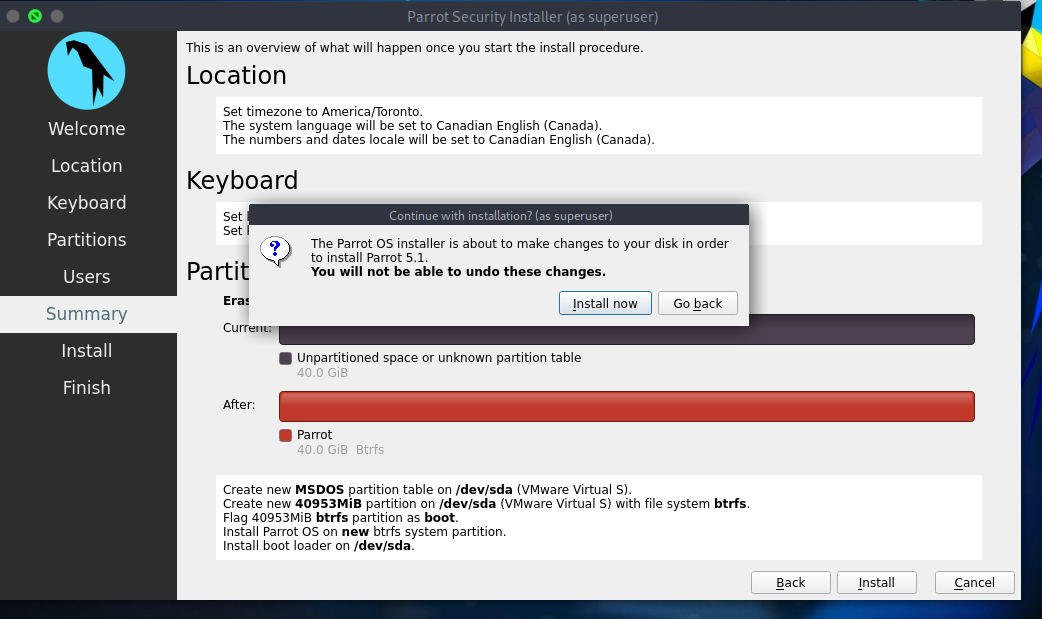 Parrot Security Installer (as superuser)
Welcome
Location
Keyboard
Partitions
Users
Summary
Install
Finish
This is an overview of what will happen once you start the install procedure.
Location
Set timezone to America/Toronto.
The system language will be set to Canadian English (Canada).
The numbers and dates locale will be set to Canadian English (Canada).
Keyboard
Set
Set
Continue with installation? (as superuser)
?
The Parrot OS installer is about to make changes to your disk in order
to install Parrot 5.1.
You will not be able to undo these changes.
Install now
Go back
Partit
Eras
Current:
Unpartitioned space or unknown partition table
40.0 GiB
After:
Parrot
40.0 GiB Btrfs
Create new MSDOS partition table on /dev/sda (VMware Virtual S).
Create new 40953MiB partition on /dev/sda (VMware Virtual S) with file system btrfs.
Flag 40953MiB btrfs partition as boot.
Install Parrot OS on new btrfs system partition.
Install boot loader on /dev/sda.
Back
Install
Cancel